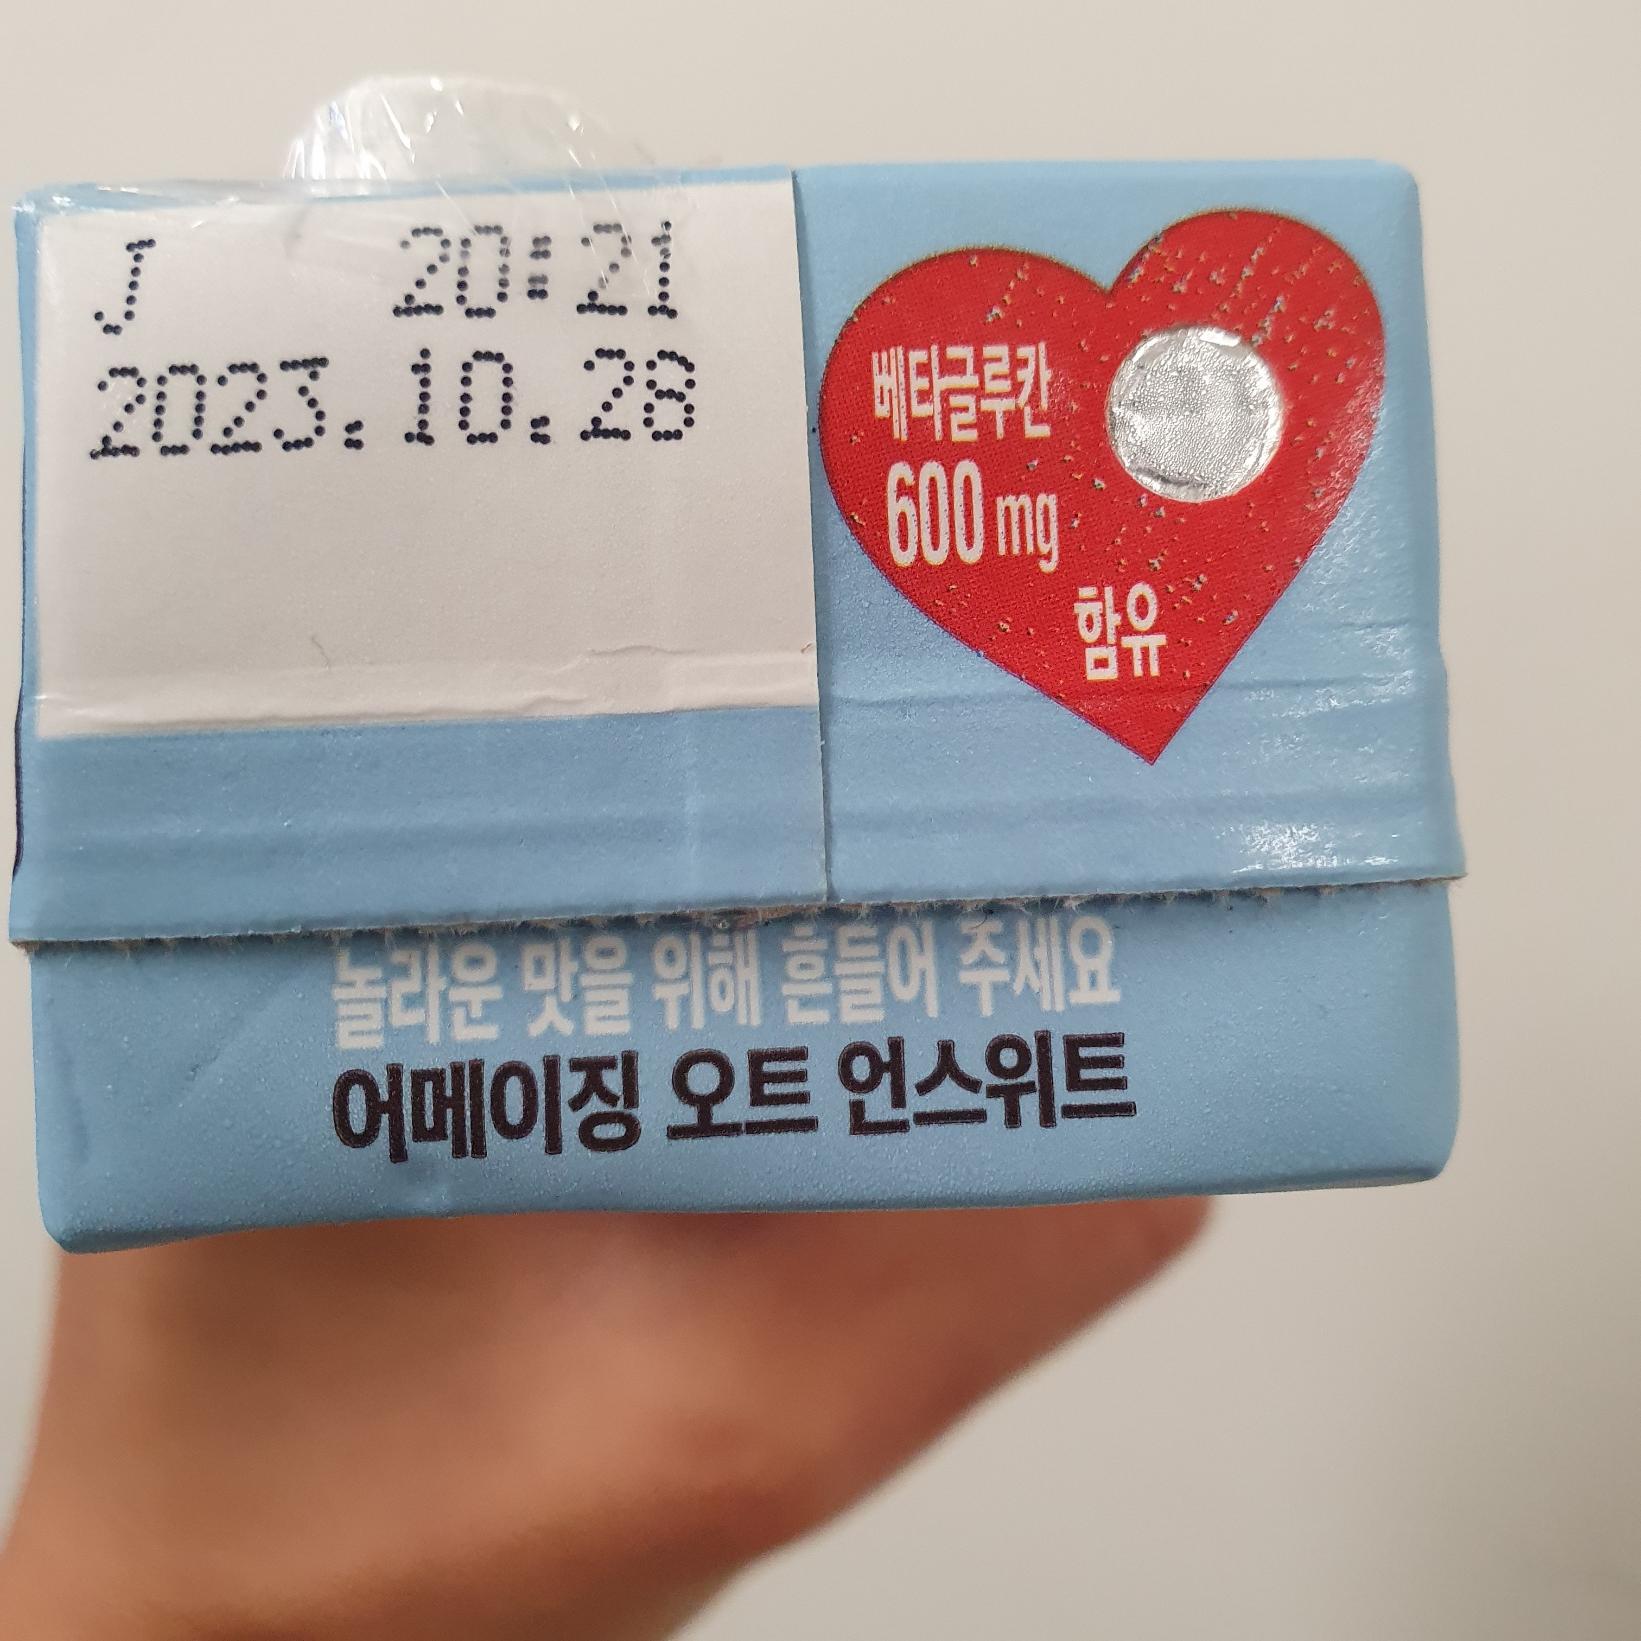 J 20:21
2023.10.28
베타글루칸
600 mg
함유
놀라운 맛을 위해 흔들어 주세요
어메이징 오트 언스위트